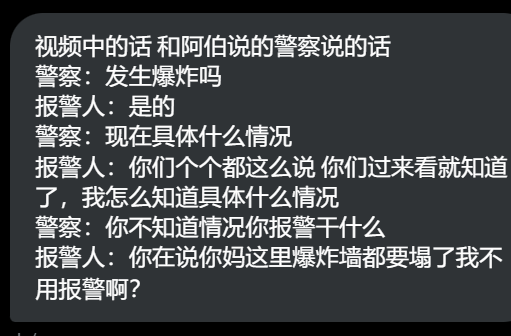 视频中的话 和阿伯说的警察说的话
警察：发生爆炸吗
报警人：是的
警察：现在具体什么情况
报警人：你们个个都这么说 你们过来看就知道
了，我怎么知道具体什么情况
警察：你不知道情况你报警干什么
报警人：你在说你妈这里爆炸墙都要塌了我不
用报警啊？